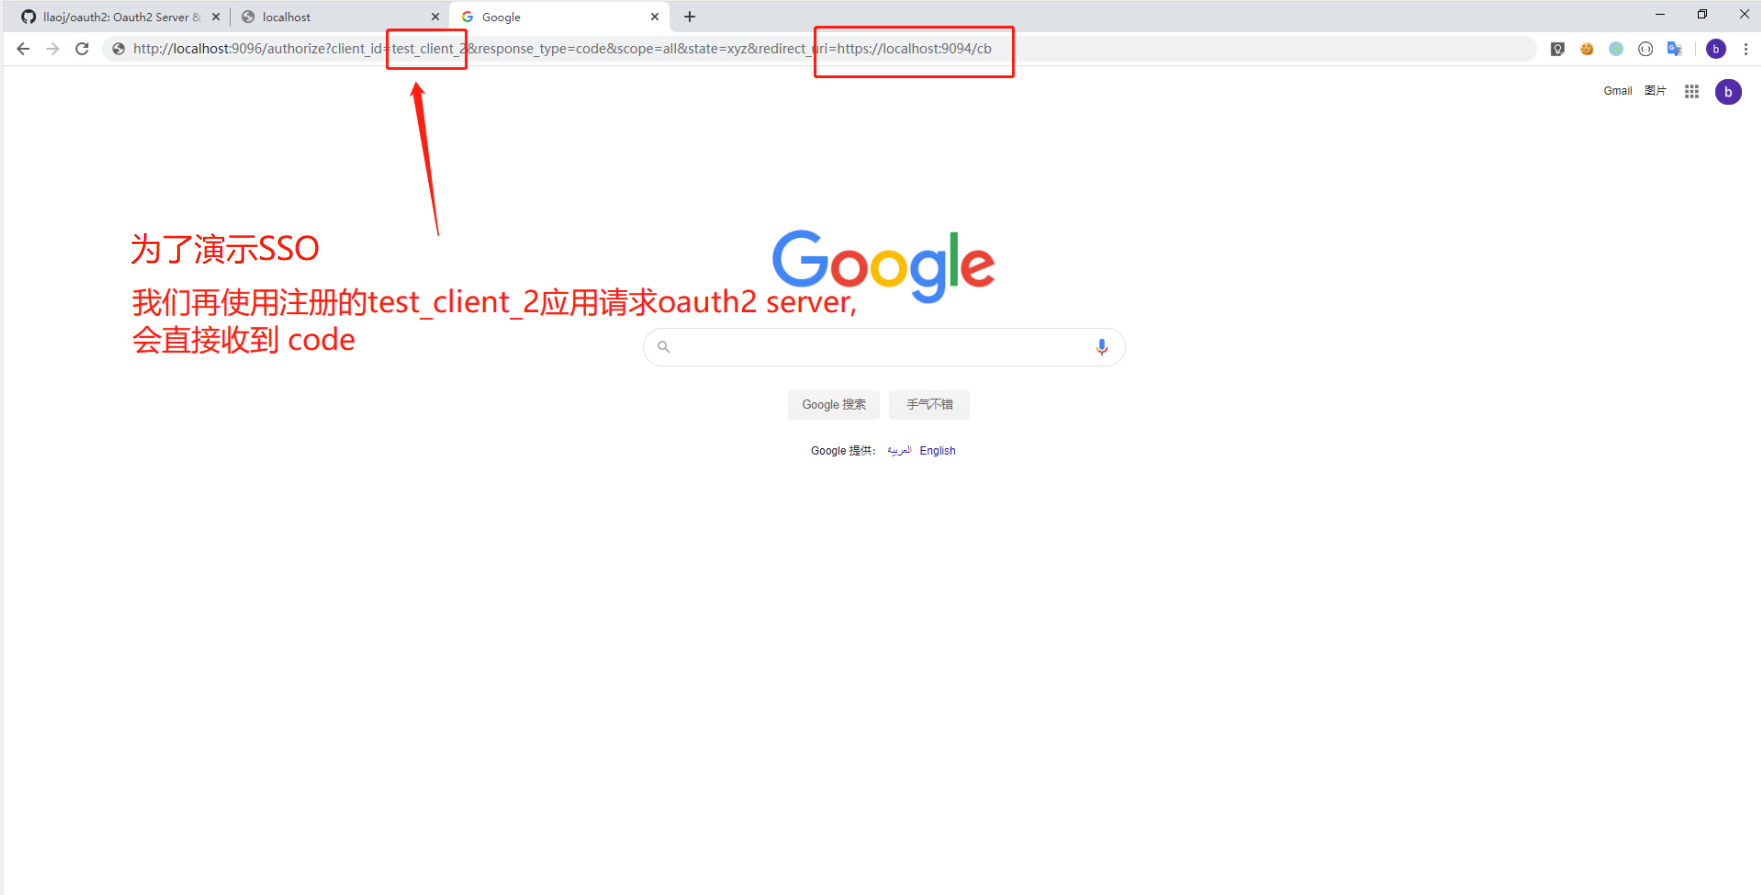 llaoj/oauth2: Oauth2 Server &
localhost
Google
http://localhost:9096/authorize?client_id=test_client_2&response_type=code&scope=all&state=xyz&redirect_uri=https://localhost:9094/cb
b
Gmail 图片
b
为了演示SSO
Google
我们再使用注册的test_client_2应用请求oauth2 server,
会直接收到 code
Google 搜索 手气不错
Google 提供： العربية English